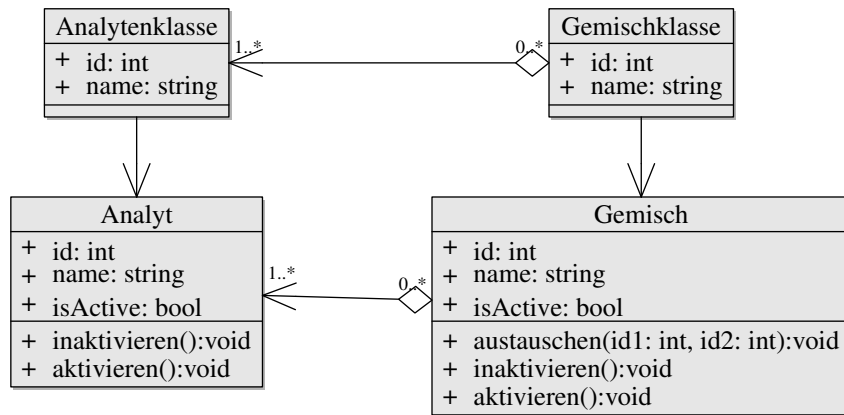 Analytenklasse
+ id: int
+ name: string
1..*
0..*
Gemischklasse
+ id: int
+ name: string
Analyt
+ id: int
+ name: string
+ isActive: bool
+ inaktivieren():void
+ aktivieren():void
1..*
0..*
Gemisch
+ id: int
+ name: string
+ isActive: bool
+ austauschen(id1: int, id2: int):void
+ inaktivieren():void
+ aktivieren():void